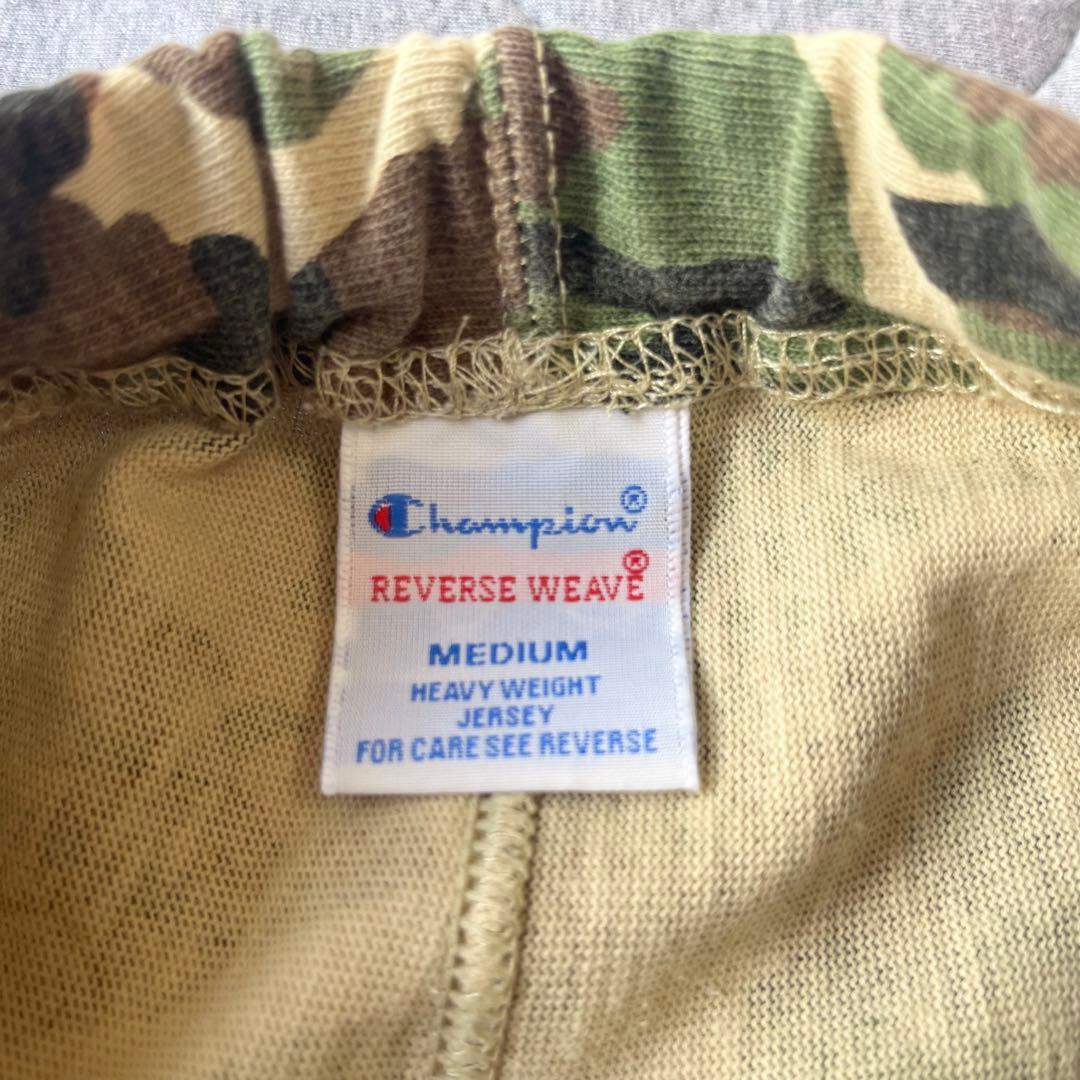 Champion®
REVERSE WEAVE®
MEDIUM
HEAVY WEIGHT
JERSEY
FOR CARE SEE REVERSE